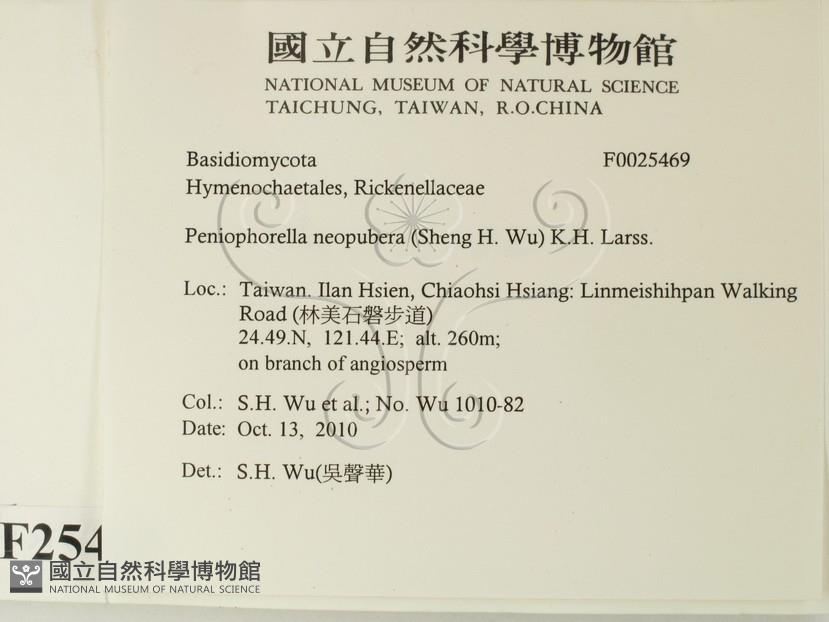 國立自然科學博物館
NATIONAL MUSEUM OF NATURAL SCIENCE
TAICHUNG, TAIWAN, R.O.CHINA
Basidiomycota F0025469
Hymenochaetales, Rickenellaceae
Peniophorella neopubera (Sheng H. Wu) K.H. Larss.
Loc.: Taiwan. Ilan Hsien, Chiaohsi Hsiang: Linmeishihpan Walking
Road (林美石磐步道)
24.49.N, 121.44.E; alt. 260m;
on branch of angiosperm
Col.: S.H. Wu et al.; No. Wu 1010-82
Date: Oct. 13, 2010
Det.: S.H. Wu(吳聲華)
F254
國立自然科學博物館
NATIONAL MUSEUM OF NATURAL SCIENCE